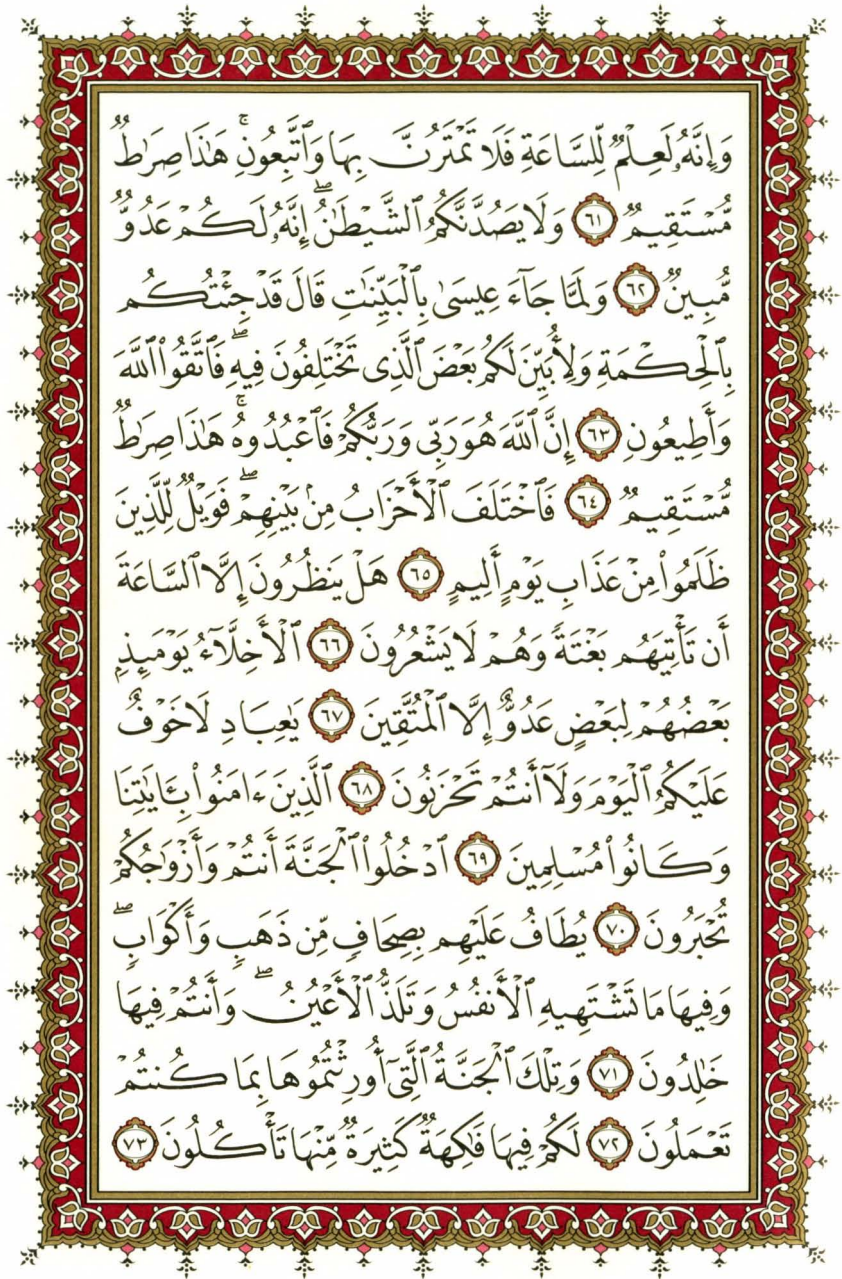 وَإِنَّهُۥ لَعِلْمٌ لِّلسَّاعَةِ فَلَا تَمْتَرُنَّ بِهَا وَٱتَّبِعُونِ ۚ هَٰذَا صِرَٰطٌ
مُّسْتَقِيمٌ ٦١ وَلَا يَصُدَّنَّكُمُ ٱلشَّيْطَٰنُ ۖ إِنَّهُۥ لَكُمْ عَدُوٌّ
مُّبِينٌ ٦٢ وَلَمَّا جَآءَ عِيسَىٰ بِٱلْبَيِّنَٰتِ قَالَ قَدْ جِئْتُكُم
بِٱلْحِكْمَةِ وَلِأُبَيِّنَ لَكُم بَعْضَ ٱلَّذِى تَخْتَلِفُونَ فِيهِ ۖ فَٱتَّقُوا۟ ٱللَّهَ
وَأَطِيعُونِ ٦٣ إِنَّ ٱللَّهَ هُوَ رَبِّى وَرَبُّكُمْ فَٱعْبُدُوهُ ۚ هَٰذَا صِرَٰطٌ
مُّسْتَقِيمٌ ٦٤ فَٱخْتَلَفَ ٱلْأَحْزَابُ مِنۢ بَيْنِهِمْ ۖ فَوَيْلٌ لِّلَّذِينَ
ظَلَمُوا۟ مِنْ عَذَابِ يَوْمٍ أَلِيمٍ ٦٥ هَلْ يَنظُرُونَ إِلَّا ٱلسَّاعَةَ
أَن تَأْتِيَهُم بَغْتَةً وَهُمْ لَا يَشْعُرُونَ ٦٦ ٱلْأَخِلَّآءُ يَوْمَئِذٍۭ
بَعْضُهُمْ لِبَعْضٍ عَدُوٌّ إِلَّا ٱلْمُتَّقِينَ ٦٧ يَٰعِبَادِ لَا خَوْفٌ
عَلَيْكُمُ ٱلْيَوْمَ وَلَآ أَنتُمْ تَحْزَنُونَ ٦٨ ٱلَّذِينَ ءَامَنُوا۟ بِـَٔايَٰتِنَا
وَكَانُوا۟ مُسْلِمِينَ ٦٩ ٱدْخُلُوا۟ ٱلْجَنَّةَ أَنتُمْ وَأَزْوَٰجُكُمْ
تُحْبَرُونَ ٧٠ يُطَافُ عَلَيْهِم بِصِحَافٍ مِّن ذَهَبٍ وَأَكْوَابٍ ۖ
وَفِيهَا مَا تَشْتَهِيهِ ٱلْأَنفُسُ وَتَلَذُّ ٱلْأَعْيُنُ ۖ وَأَنتُمْ فِيهَا
خَٰلِدُونَ ٧١ وَتِلْكَ ٱلْجَنَّةُ ٱلَّتِىٓ أُورِثْتُمُوهَا بِمَا كُنتُمْ
تَعْمَلُونَ ٧٢ لَكُمْ فِيهَا فَٰكِهَةٌ كَثِيرَةٌ مِّنْهَا تَأْكُلُونَ ٧٣